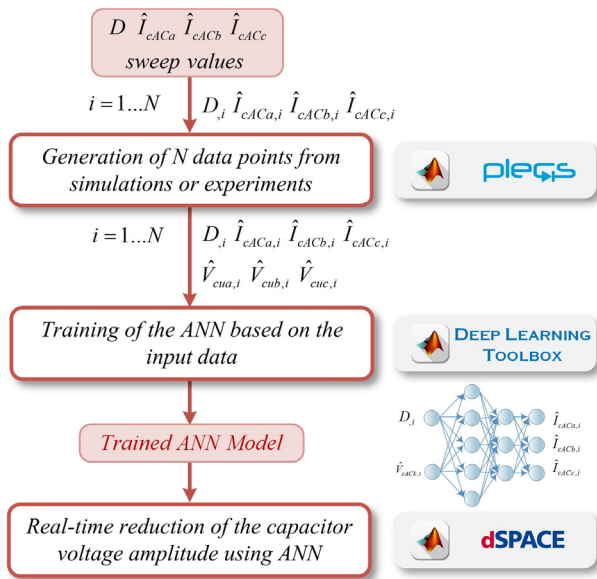 D Î_cACa Î_cACb Î_cACc
sweep values
i = 1...N
D_,i Î_cACa,i Î_cACb,i Î_cACc,i
Generation of N data points from
simulations or experiments
plecs
i = 1...N
D_,i Î_cACa,i Î_cACb,i Î_cACc,i
V̂_cua,i V̂_cub,i V̂_cuc,i
Training of the ANN based on the
input data
DEEP LEARNING
TOOLBOX
Trained ANN Model
D_,i
V̂_cACk,i
Î_cACa,i
Î_cACb,i
Î_cACc,i
Real-time reduction of the capacitor
voltage amplitude using ANN
dSPACE